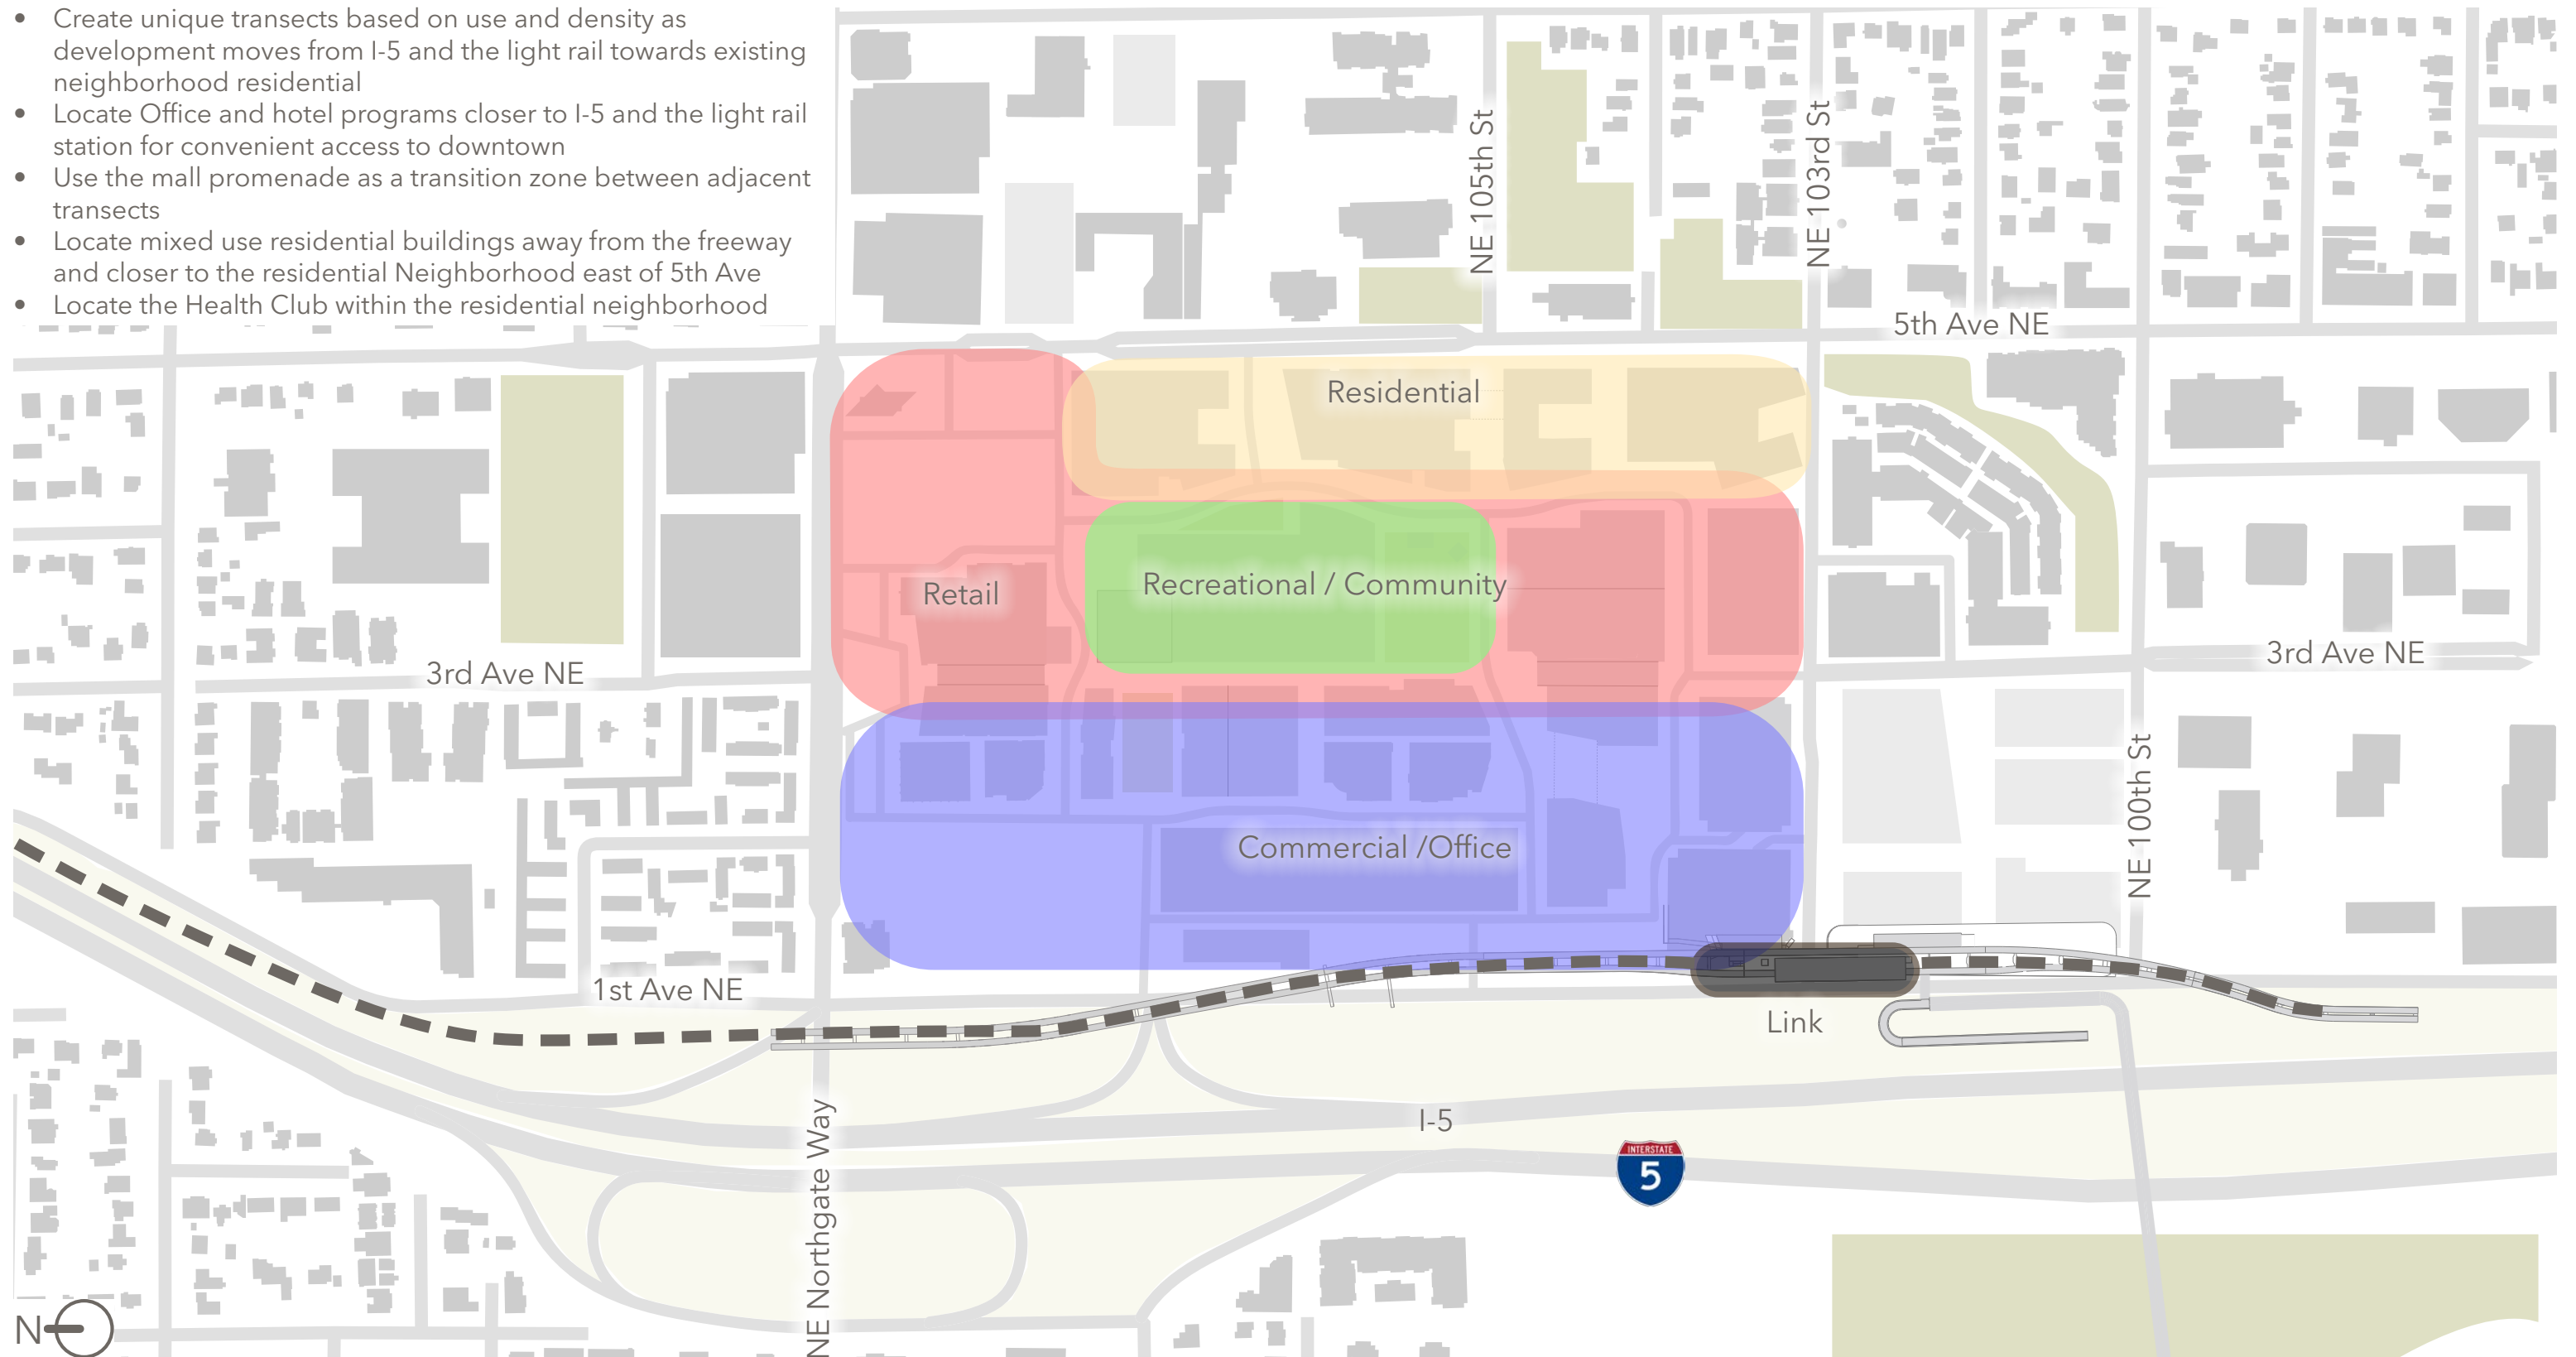 • Create unique transects based on use and density as
development moves from I-5 and the light rail towards existing
neighborhood residential
• Locate Office and hotel programs closer to I-5 and the light rail
station for convenient access to downtown
• Use the mall promenade as a transition zone between adjacent
transects
• Locate mixed use residential buildings away from the freeway
and closer to the residential Neighborhood east of 5th Ave
• Locate the Health Club within the residential neighborhood
NE 105th St
NE 103rd St
5th Ave NE
Residential
Recreational / Community
Retail
3rd Ave NE
3rd Ave NE
NE 100th St
Commercial /Office
1st Ave NE
Link
I-5
INTERSTATE
5
NE Northgate Way
N